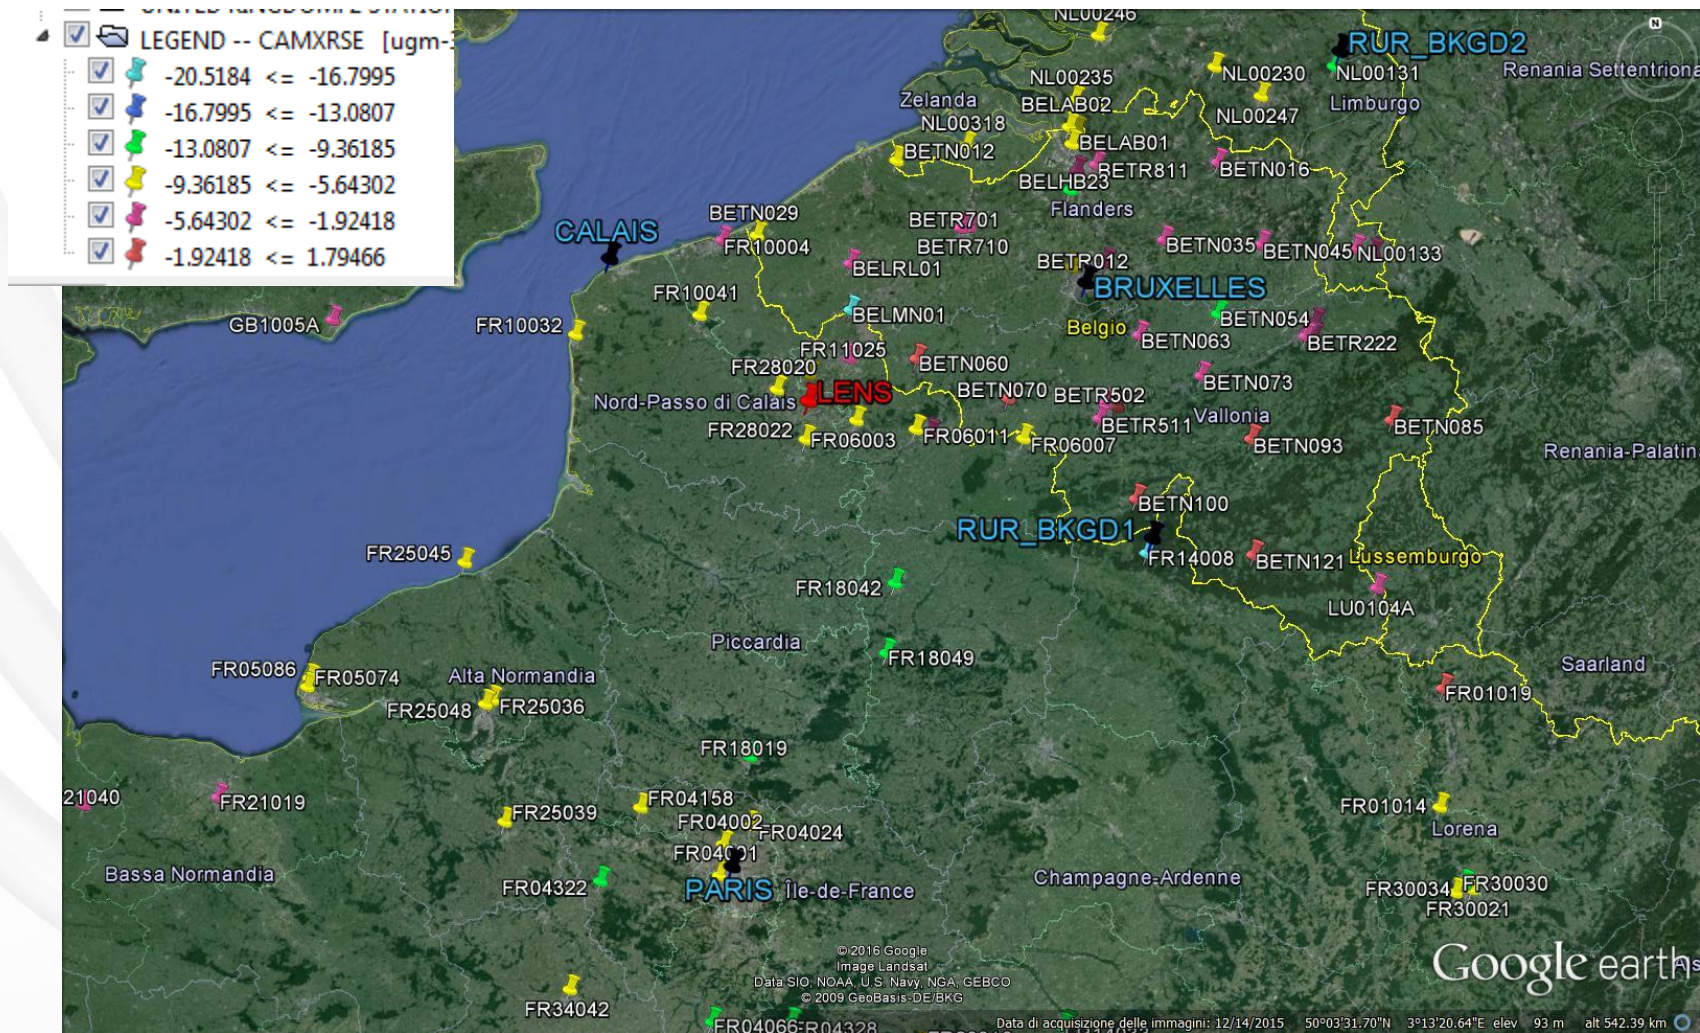 LEGEND -- CAMXRSE [ugm-3
-20.5184 <= -16.7995
-16.7995 <= -13.0807
-13.0807 <= -9.36185
-9.36185 <= -5.64302
-5.64302 <= -1.92418
-1.92418 <= 1.79466
NL00246
RUR_BKGD2
NL00131
Renania Settentriona
NL00230
NL00235
Zelanda
BELAB02
NL00247
Limburgo
NL00318
BETN012
BELAB01
BETR811
BETN016
BELHB23
Flanders
BETN029
CALAIS
FR10004
BETR701
BETR710
BETN035
BETN045
NL00133
BELRL01
BETR012
BRUXELLES
FR10041
BELMN01
GB1005A
FR10032
Belgio
BETN054
BETN063
BETR222
FR11025
BETN060
FR28020
LENS
Nord-Passo di Calais
BETN070
BETR502
BETN073
Vallonia
FR28022
FR06003
FR06011
FR06007
BETR511
BETN093
BETN085
Renania-Palatin
BETN100
RUR_BKGD1
FR14008
BETN121
Lussemburgo
FR25045
FR18042
LU0104A
Piccardia
FR18049
Saarland
FR05086
FR05074
Alta Normandia
FR25048
FR25036
FR01019
FR18019
21040
FR21019
FR25039
FR04158
FR04002
FR04024
FR01014
Lorena
FR04001
Bassa Normandia
FR04322
PARIS
Île-de-France
Champagne-Ardenne
FR30034
FR30030
FR30021
© 2016 Google
Image Landsat
Data SIO, NOAA, U.S. Navy, NGA, GEBCO
© 2009 GeoBasis-DE/BKG
Google earth
FR34042
FR04066
FR04328
Data di acquisizione delle immagini: 12/14/2015 50°03'31.70"N 3°13'20.64"E elev 93 m alt 542.39 km